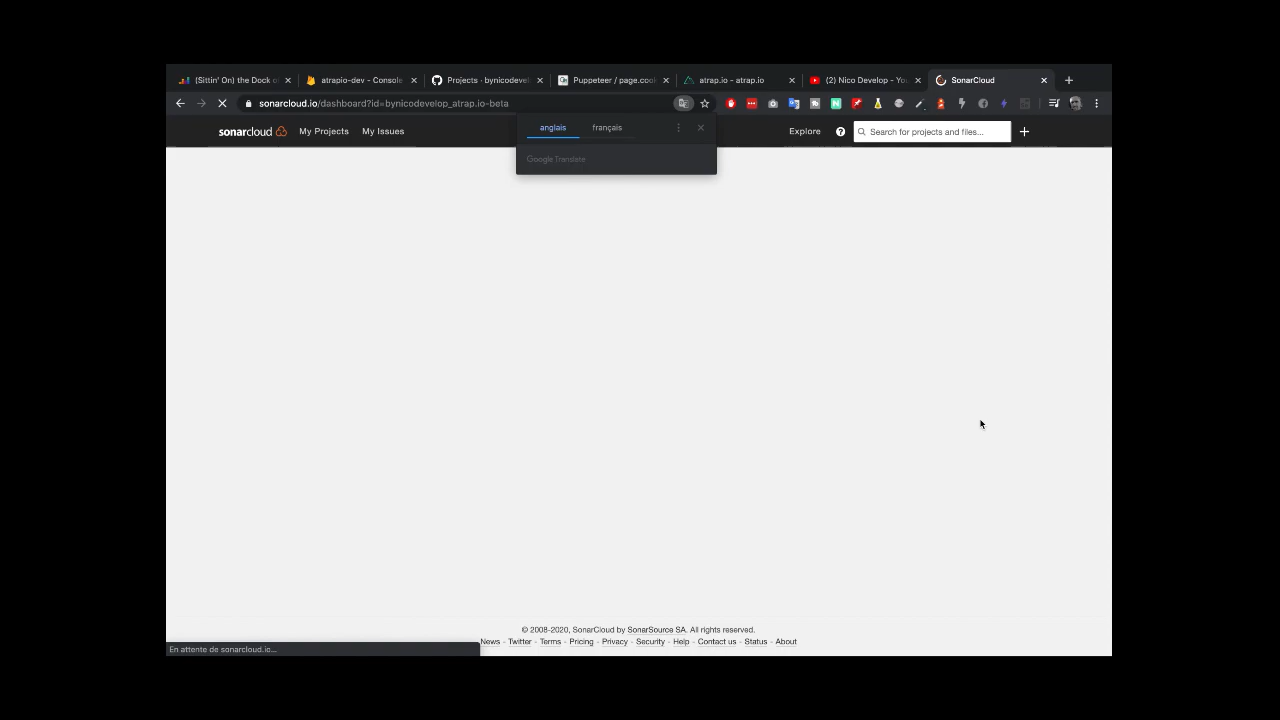 (Sittin' On) the Dock o
atrapio-dev - Console
Projects · bynicodevel
Puppeteer / page.coo
atrap.io - atrap.io
(2) Nico Develop - You
SonarCloud
sonarcloud.io/dashboard?id=bynicodevelop_atrap.io-beta
sonarcloud
My Projects
My Issues
anglais
français
Explore
Search for projects and files...
Google Translate
© 2008-2020, SonarCloud by SonarSource SA. All rights reserved.
News - Twitter - Terms - Pricing - Privacy - Security - Help - Contact us - Status - About
En attente de sonarcloud.io...